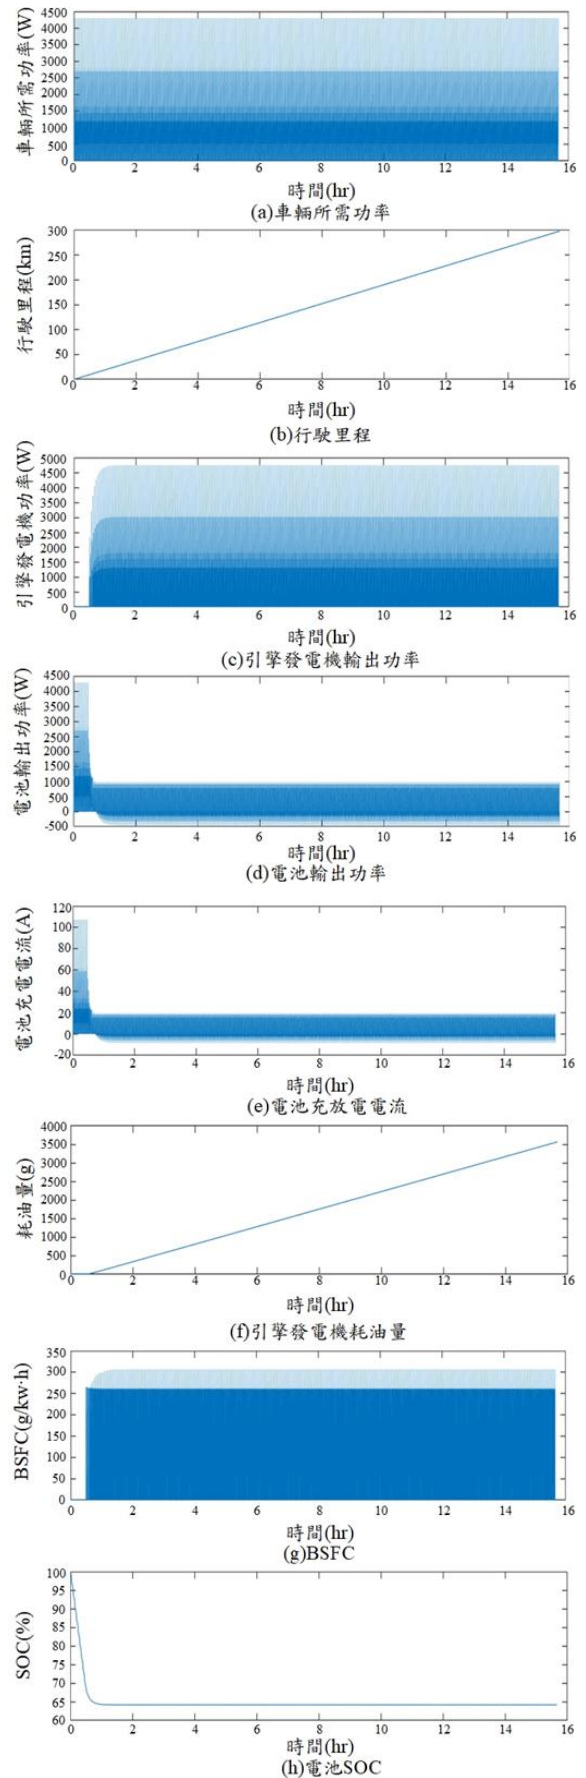 車輛所需功率(W)
4500
4000
3500
3000
2500
2000
1500
1000
500
0
0 2 4 6 8 10 12 14 16
時間(hr)
(a)車輛所需功率
行駛里程(km)
300
250
200
150
100
50
0
0 2 4 6 8 10 12 14 16
時間(hr)
(b)行駛里程
引擎發電機功率(W)
5000
4500
4000
3500
3000
2500
2000
1500
1000
500
0
0 2 4 6 8 10 12 14 16
時間(hr)
(c)引擎發電機輸出功率
電池輸出功率(W)
4500
4000
3500
3000
2500
2000
1500
1000
500
0
-500
0 2 4 6 8 10 12 14 16
時間(hr)
(d)電池輸出功率
電池充電電流(A)
120
100
80
60
40
20
0
-20
0 2 4 6 8 10 12 14 16
時間(hr)
(e)電池充放電電流
耗油量(g)
4000
3500
3000
2500
2000
1500
1000
500
0
0 2 4 6 8 10 12 14 16
時間(hr)
(f)引擎發電機耗油量
BSFC(g/kw·h)
350
300
250
200
150
100
50
0
0 2 4 6 8 10 12 14 16
時間(hr)
(g)BSFC
SOC(%)
100
95
90
85
80
75
70
65
60
0 2 4 6 8 10 12 14 16
時間(hr)
(h)電池SOC